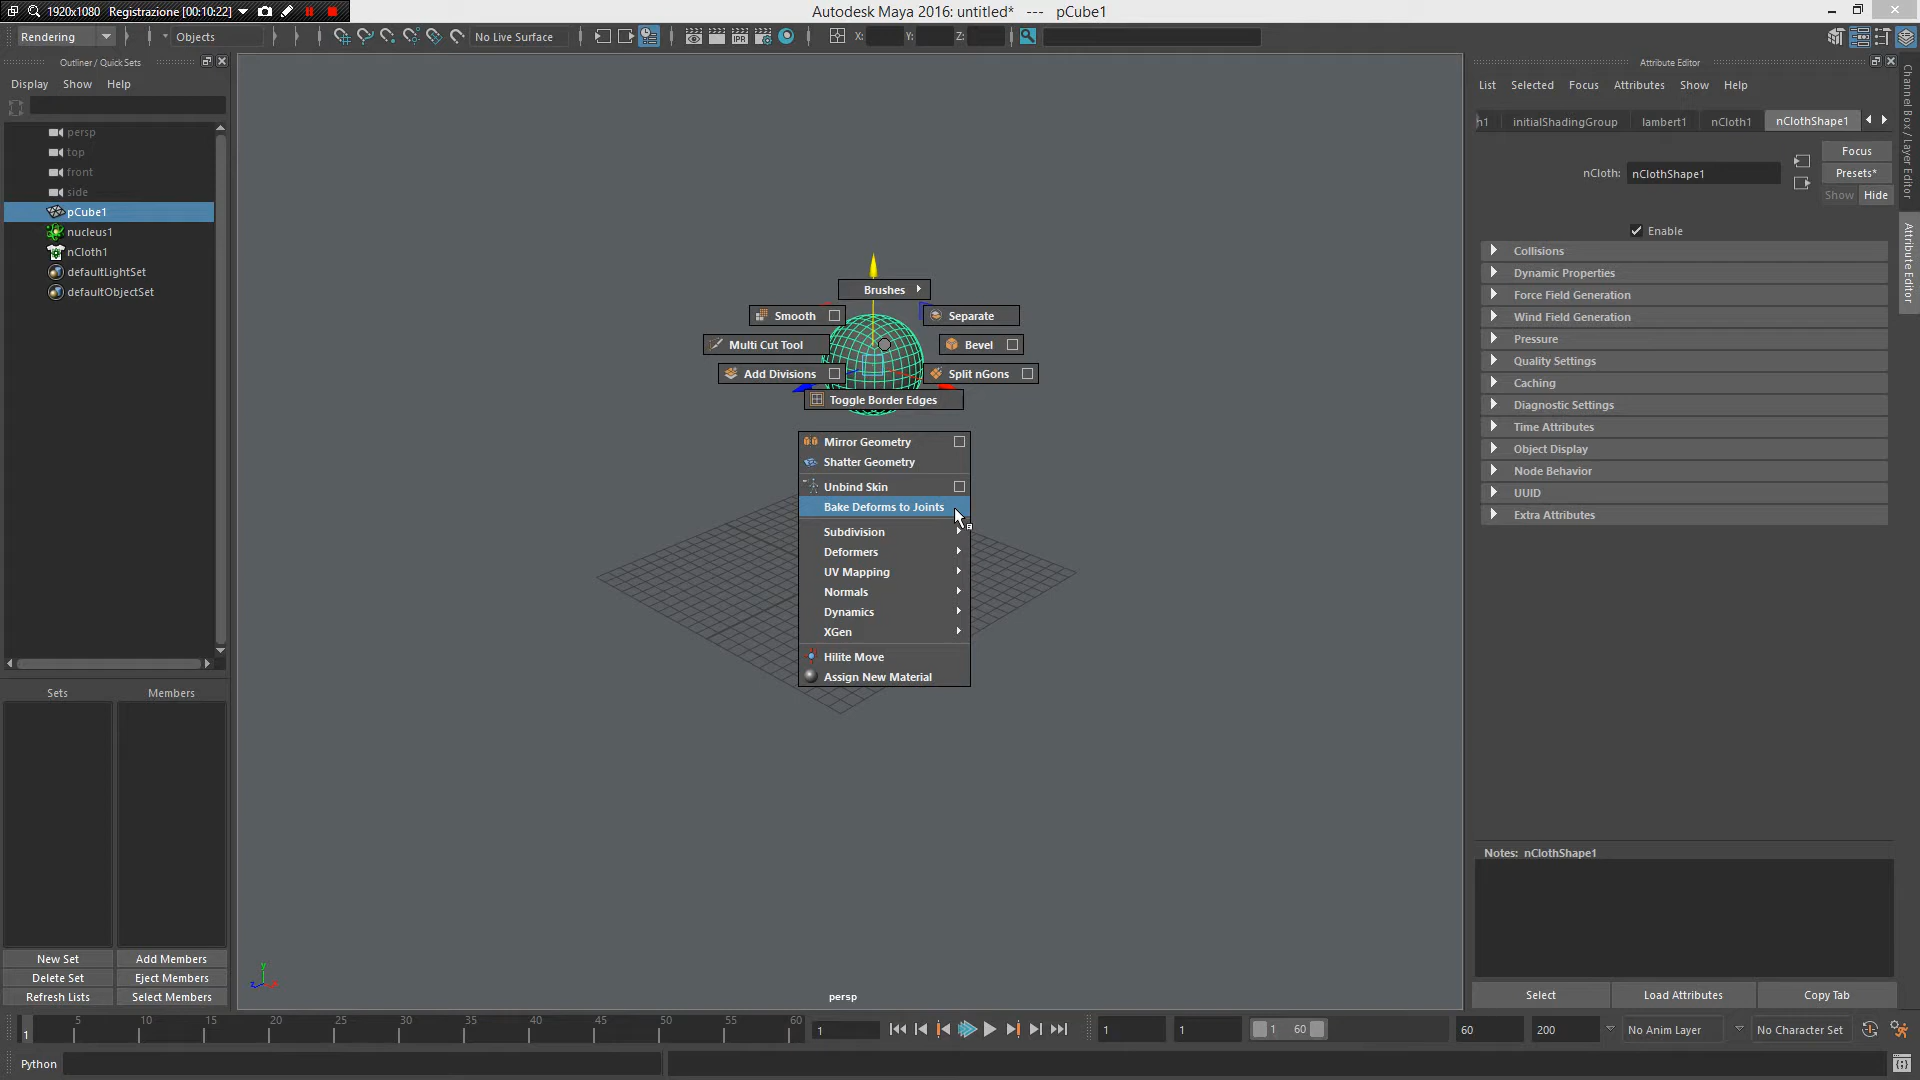 1920x1080 Registrazione [00:10:22]
Autodesk Maya 2016: untitled* --- pCube1
Rendering
Objects
No Live Surface
IPR
X:
Y:
Z:
Outliner / Quick Sets
Display Show Help
persp
top
front
side
pCube1
nucleus1
nCloth1
defaultLightSet
defaultObjectSet
Sets
Members
New Set
Add Members
Delete Set
Eject Members
Refresh Lists
Select Members
Brushes
Smooth
Separate
Multi Cut Tool
Bevel
Add Divisions
Split nGons
Toggle Border Edges
Mirror Geometry
Shatter Geometry
Unbind Skin
Bake Deforms to Joints
Subdivision
Deformers
UV Mapping
Normals
Dynamics
XGen
Hilite Move
Assign New Material
y
z
persp
Attribute Editor
List Selected Focus Attributes Show Help
h1 initialShadingGroup lambert1 nCloth1 nClothShape1
Focus
nCloth: nClothShape1
Presets*
Show Hide
Enable
Collisions
Dynamic Properties
Force Field Generation
Wind Field Generation
Pressure
Quality Settings
Caching
Diagnostic Settings
Time Attributes
Object Display
Node Behavior
UUID
Extra Attributes
Notes: nClothShape1
Select
Load Attributes
Copy Tab
Channel Box / Layer Editor
Attribute Editor
1 5 10 15 20 25 30 35 40 45 50 55 60
1
1
1
1 60
60
200
No Anim Layer
No Character Set
Python